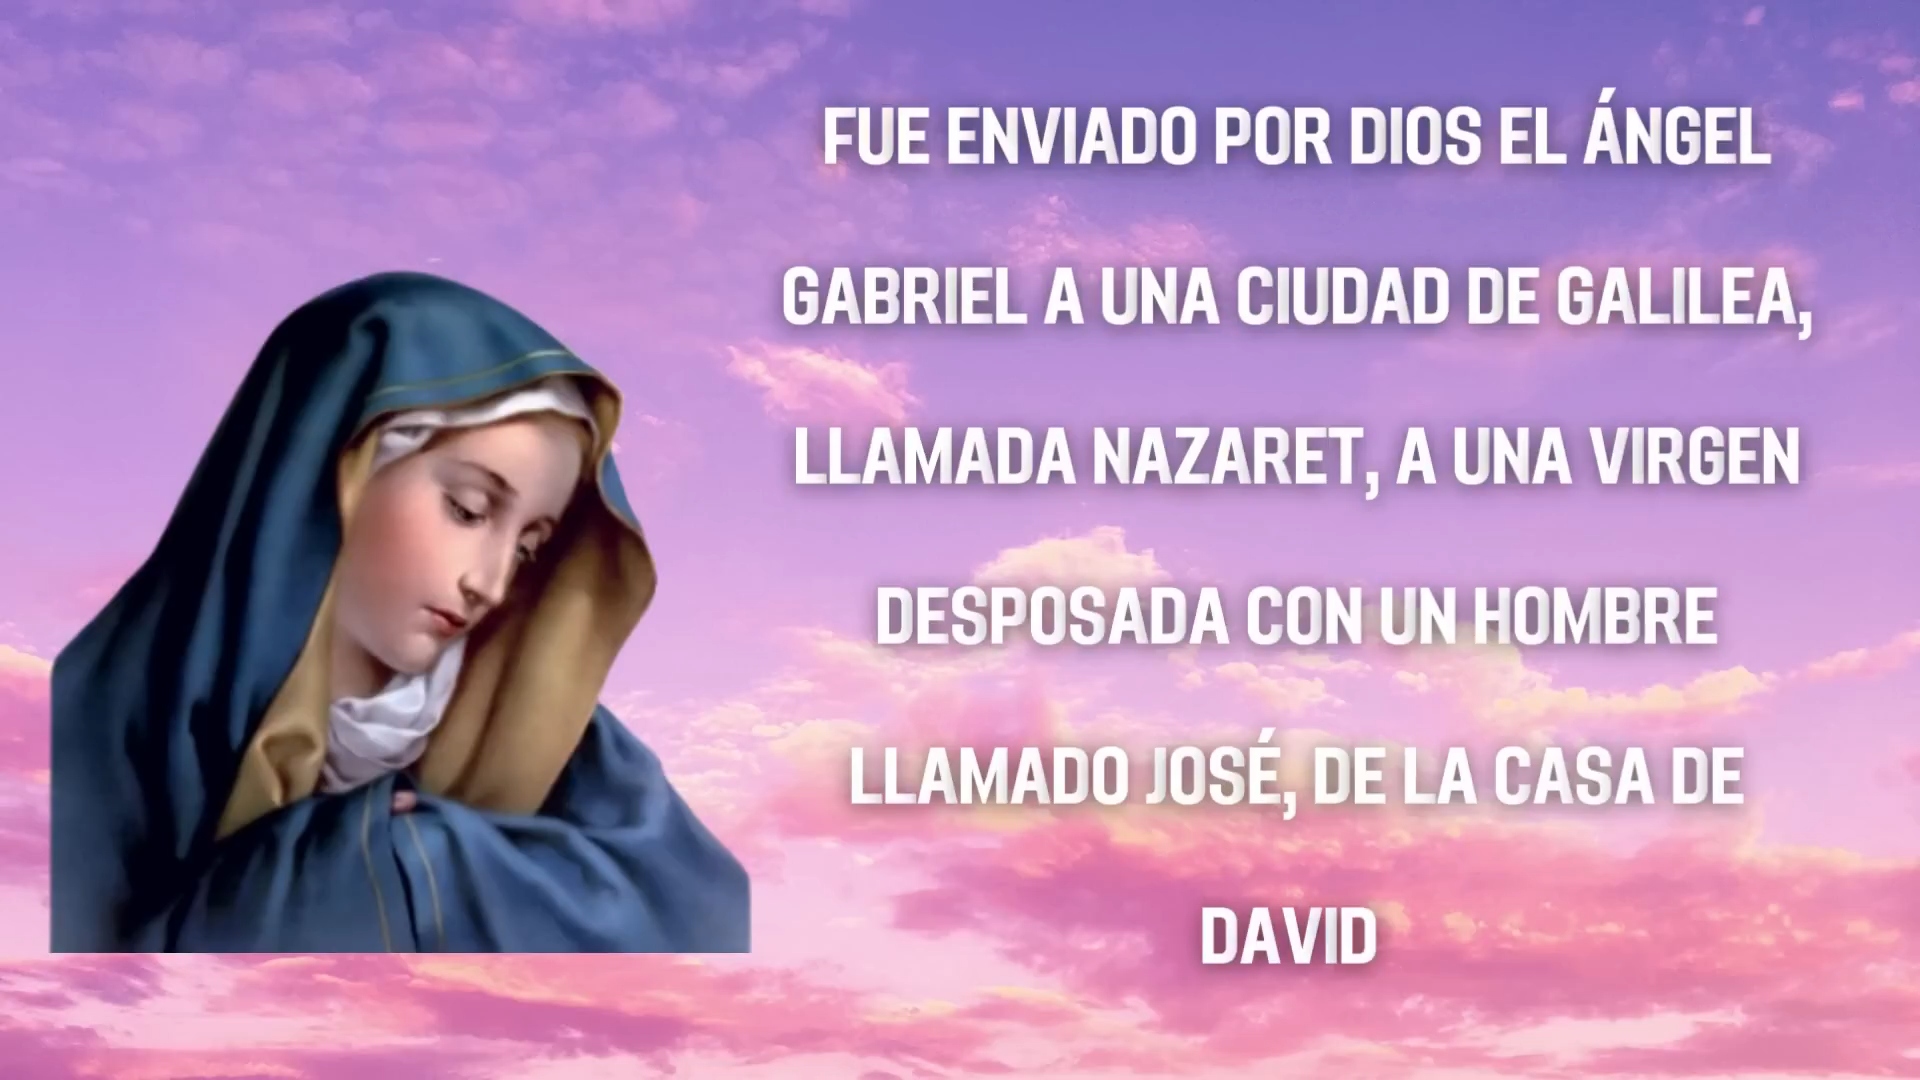 FUE ENVIADO POR DIOS EL ÁNGEL
GABRIEL A UNA CIUDAD DE GALILEA,
LLAMADA NAZARET, A UNA VIRGEN
DESPOSADA CON UN HOMBRE
LLAMADO JOSÉ, DE LA CASA DE
DAVID